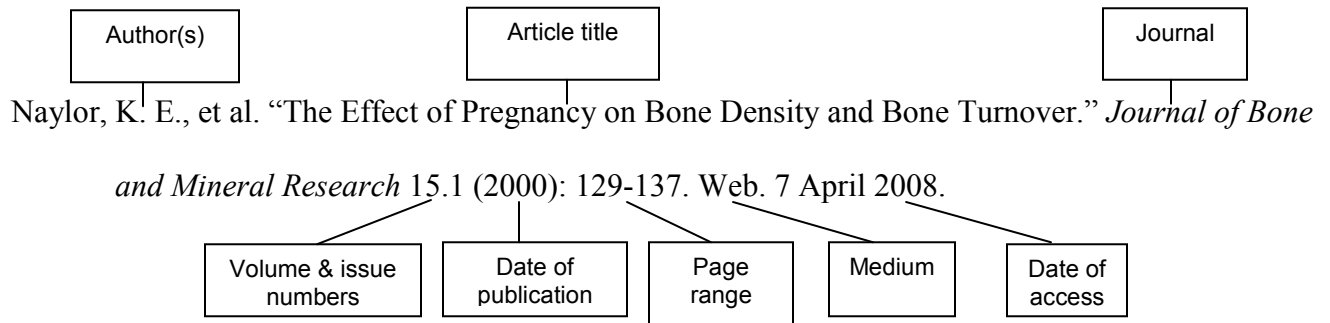 Author(s)
Article title
Journal
Naylor, K. E., et al. “The Effect of Pregnancy on Bone Density and Bone Turnover.” Journal of Bone
and Mineral Research 15.1 (2000): 129-137. Web. 7 April 2008.
Volume & issue
numbers
Date of
publication
Page
range
Medium
Date of
access